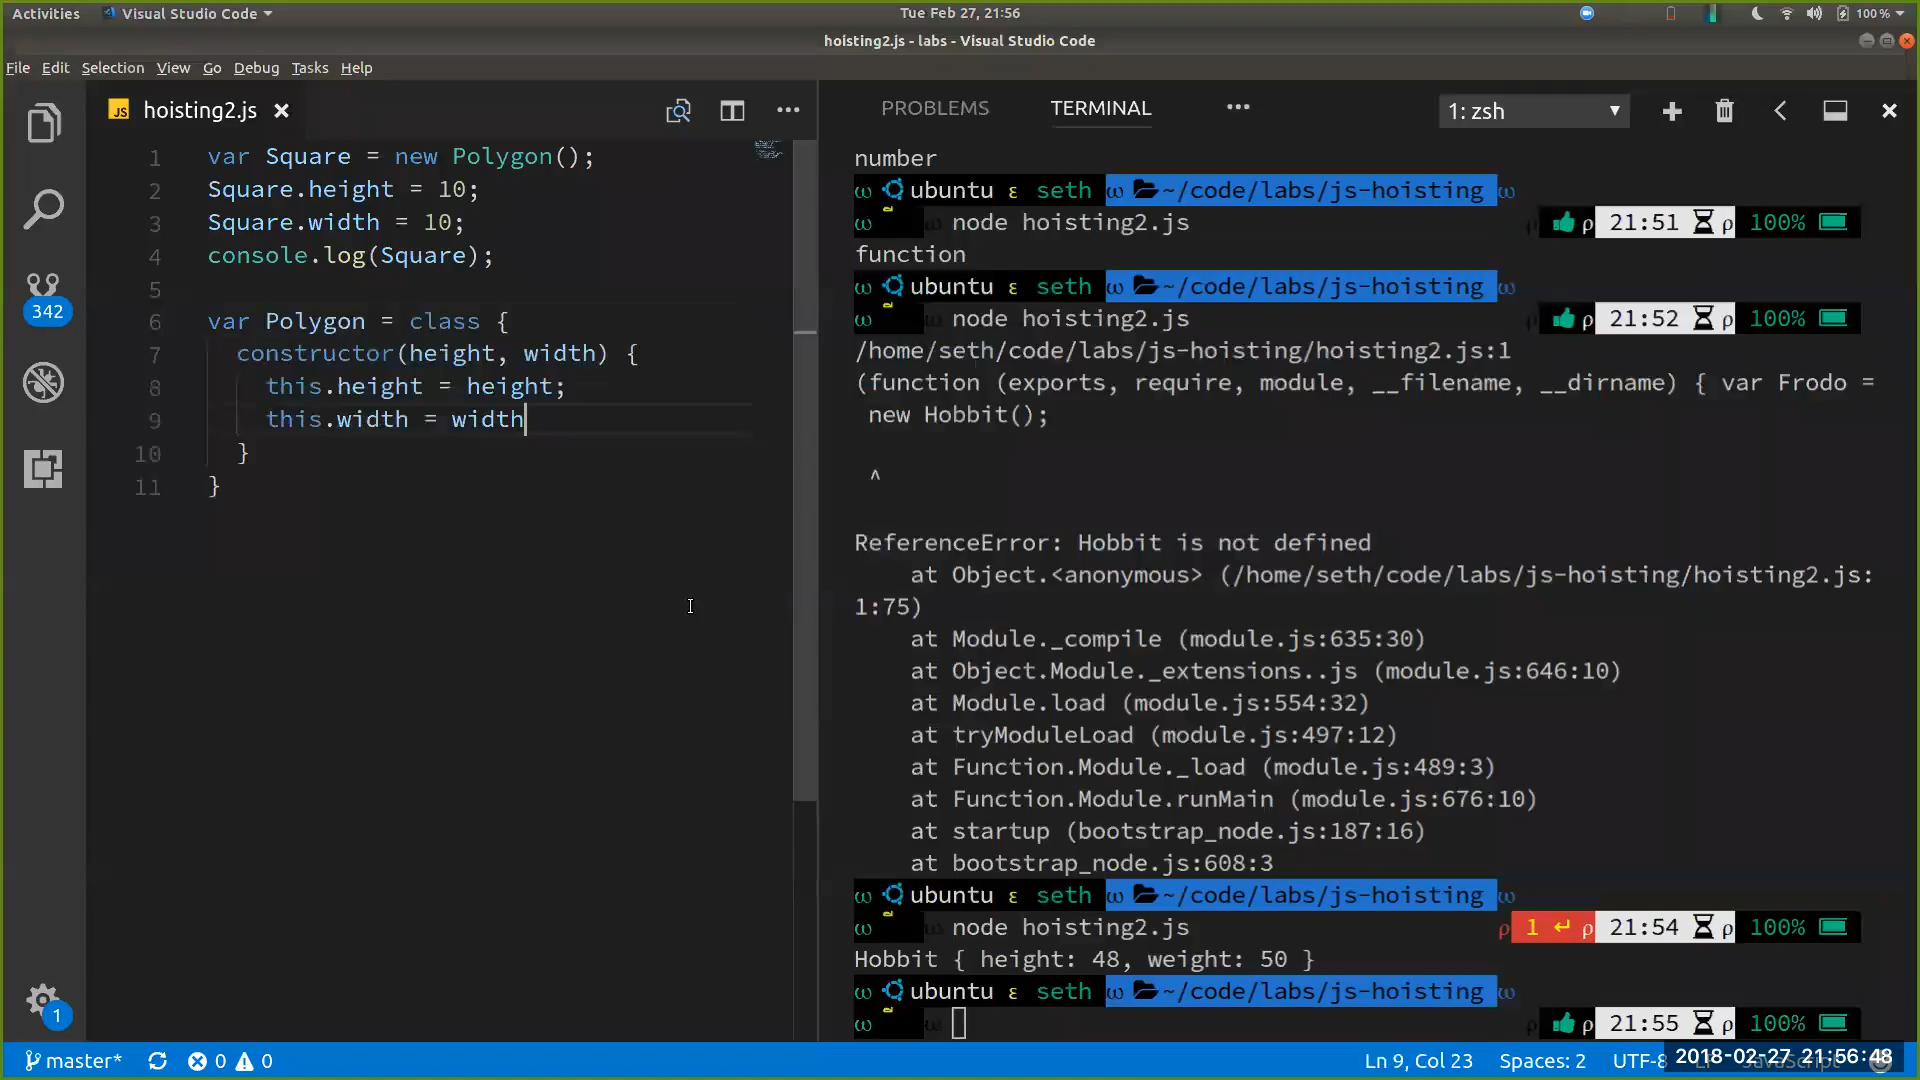 Activities Visual Studio Code Tue Feb 27, 21:56 100%
hoisting2.js - labs - Visual Studio Code
File Edit Selection View Go Debug Tasks Help
JS hoisting2.js
PROBLEMS TERMINAL 1: zsh
1 var Square = new Polygon();
2 Square.height = 10;
3 Square.width = 10;
4 console.log(Square);
5
6 var Polygon = class {
7 constructor(height, width) {
8 this.height = height;
9 this.width = width
10 }
11 }
342
1
number
ω ubuntu ε seth ω ~/code/labs/js-hoisting ω
ω ω node hoisting2.js ρ 21:51 ρ 100%
function
ω ubuntu ε seth ω ~/code/labs/js-hoisting ω
ω ω node hoisting2.js ρ 21:52 ρ 100%
/home/seth/code/labs/js-hoisting/hoisting2.js:1
(function (exports, require, module, __filename, __dirname) { var Frodo =
new Hobbit();
^
ReferenceError: Hobbit is not defined
at Object.<anonymous> (/home/seth/code/labs/js-hoisting/hoisting2.js:
1:75)
at Module._compile (module.js:635:30)
at Object.Module._extensions..js (module.js:646:10)
at Module.load (module.js:554:32)
at tryModuleLoad (module.js:497:12)
at Function.Module._load (module.js:489:3)
at Function.Module.runMain (module.js:676:10)
at startup (bootstrap_node.js:187:16)
at bootstrap_node.js:608:3
ω ubuntu ε seth ω ~/code/labs/js-hoisting ω
ω ω node hoisting2.js ρ 1 ↵ ρ 21:54 ρ 100%
Hobbit { height: 48, weight: 50 }
ω ubuntu ε seth ω ~/code/labs/js-hoisting ω
ω ω ρ 21:55 ρ 100%
master* 0 0 Ln 9, Col 23 Spaces: 2 UTF-8 JavaScript
2018-02-27 21:56:48